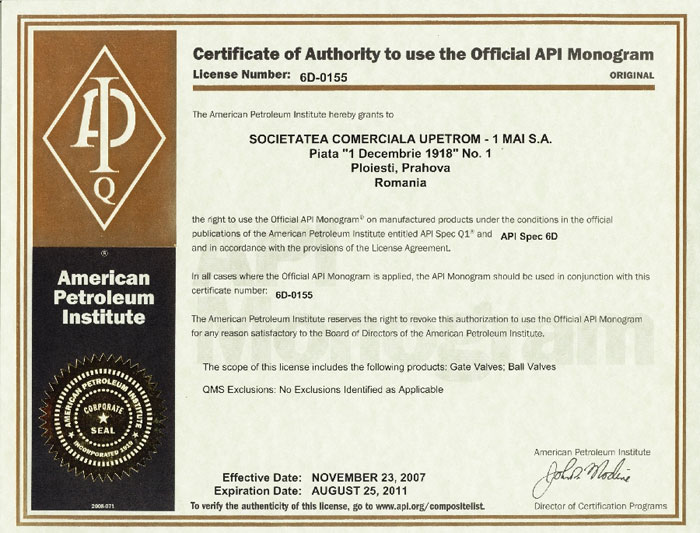 API
Q
®
American
Petroleum
Institute
AMERICAN PETROLEUM INSTITUTE
CORPORATE
SEAL
INCORPORATED 1919
2008-071
Certificate of Authority to use the Official API Monogram
License Number: 6D-0155
ORIGINAL
The American Petroleum Institute hereby grants to
SOCIETATEA COMERCIALA UPETROM - 1 MAI S.A.
Piata "1 Decembrie 1918" No. 1
Ploiesti, Prahova
Romania
the right to use the Official API Monogram® on manufactured products under the conditions in the official
publications of the American Petroleum Institute entitled API Spec Q1® and API Spec 6D
and in accordance with the provisions of the License Agreement.
In all cases where the Official API Monogram is applied, the API Monogram should be used in conjunction with this
certificate number: 6D-0155
The American Petroleum Institute reserves the right to revoke this authorization to use the Official API Monogram
for any reason satisfactory to the Board of Directors of the American Petroleum Institute.
The scope of this license includes the following products: Gate Valves; Ball Valves
QMS Exclusions: No Exclusions Identified as Applicable
Effective Date: NOVEMBER 23, 2007
Expiration Date: AUGUST 25, 2011
To verify the authenticity of this license, go to www.api.org/compositelist.
American Petroleum Institute
Director of Certification Programs